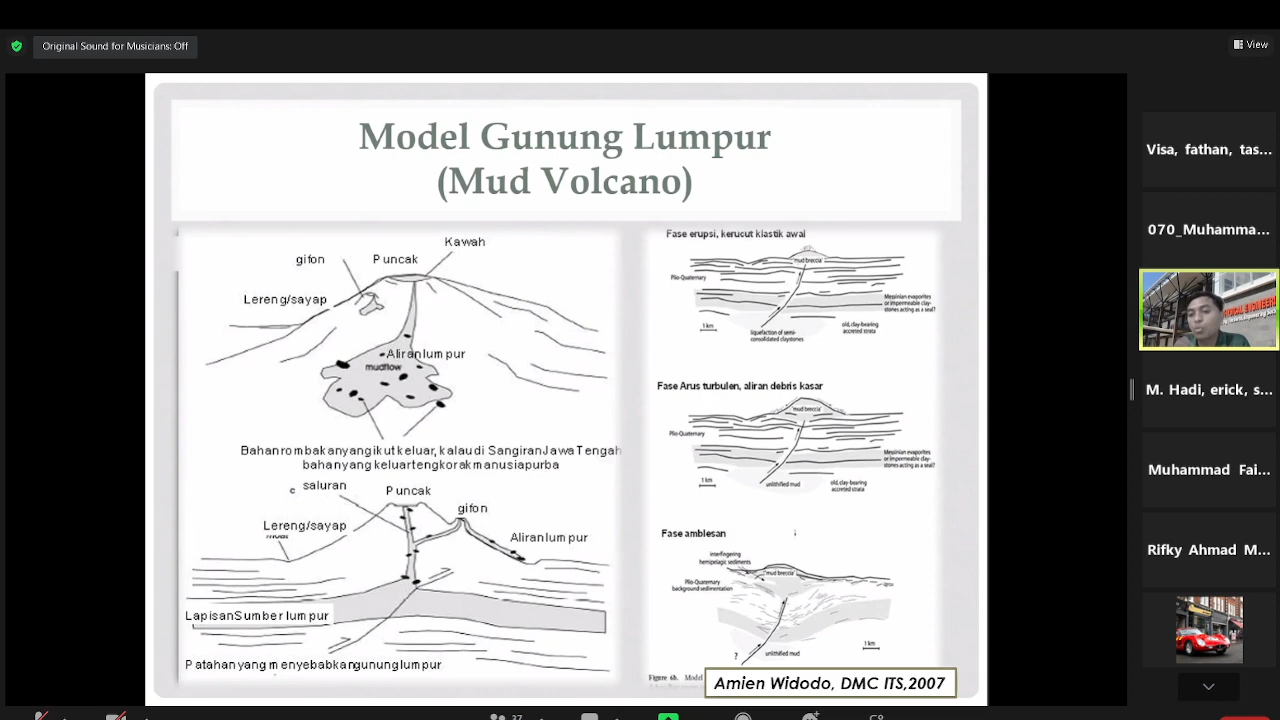 Original Sound for Musicians: Off
View
Model Gunung Lumpur
(Mud Volcano)
Kawah
gifon
Puncak
Lereng/sayap
Aliran lumpur
mudflow
Bahan rombakan yang ikut keluar, kalau di Sangiran Jawa Tengah
bahan yang keluar tengkorak manusia purba
c
saluran
Puncak
gifon
Lereng/sayap
Aliran lumpur
Lapisan Sumber lumpur
Patahan yang menyebabkan gunung lumpur
Fase erupsi, kerucut klastik awal
mud breccia
Plio-Quaternary
Messinian evaporites
or impermeable clay-
stones acting as a seal?
1 km
liquefaction of semi-
consolidated claystones
old, clay-bearing
accreted strata
Fase Arus turbulen, aliran debris kasar
'mud breccia'
Plio-Quaternary
Messinian evaporites
or impermeable clay-
stones acting as a seal?
1 km
unlithified mud
old, clay-bearing
accreted strata
Fase amblesan
interfingering
hemipelagic sediments
'mud breccia'
Plio-Quaternary
background sedimentation
1 km
?
unlithified mud
Figure 6b. Model
Amien Widodo, DMC ITS,2007
Visa, fathan, tas...
070_Muhamma...
M. Hadi, erick, s...
Muhammad Fai...
Rifky Ahmad M...
37